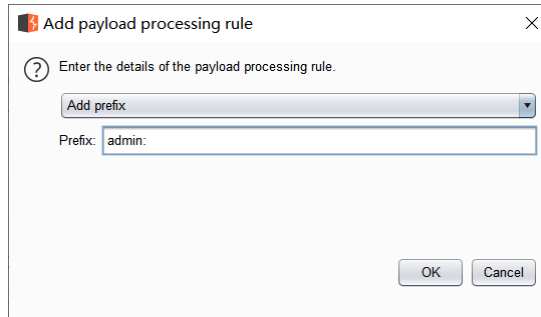 Add payload processing rule
Enter the details of the payload processing rule.
Add prefix
Prefix: admin:
OK Cancel